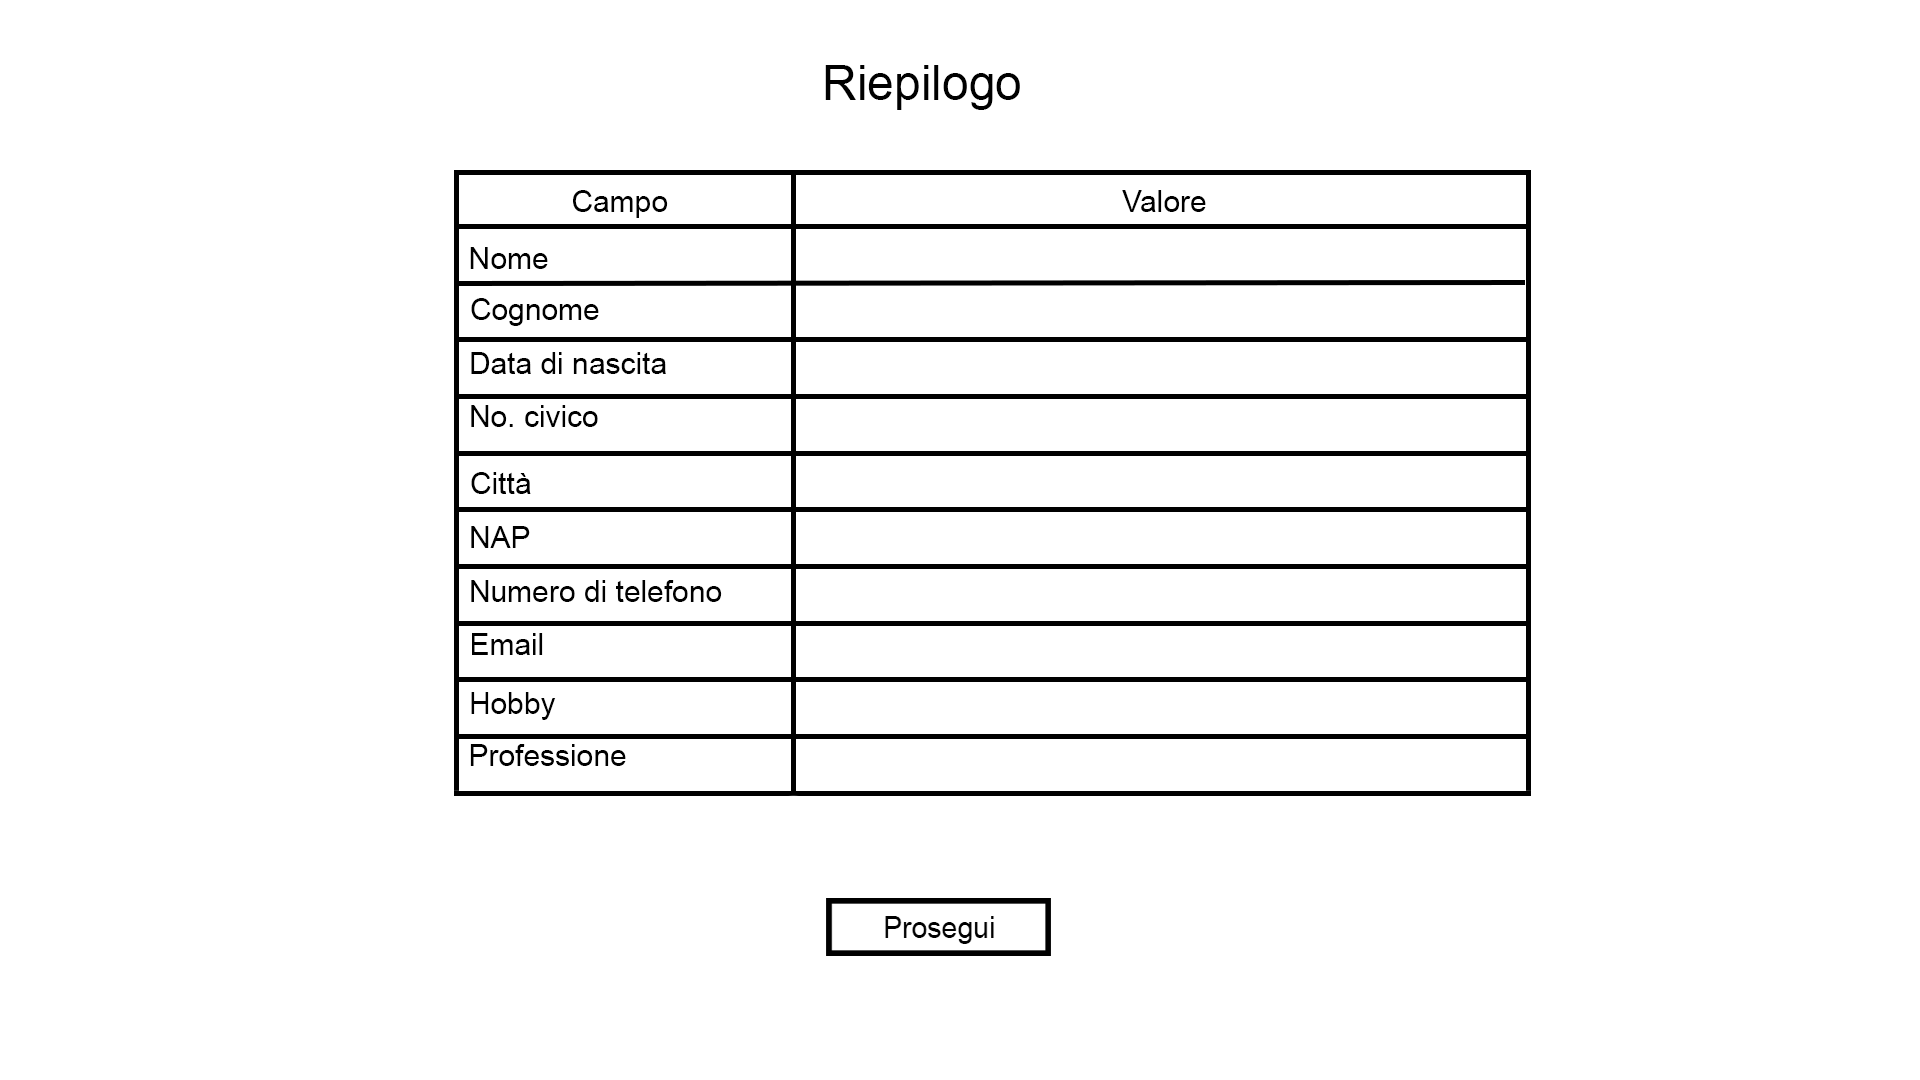 Riepilogo
Campo Valore
Nome
Cognome
Data di nascita
No. civico
Città
NAP
Numero di telefono
Email
Hobby
Professione
Prosegui